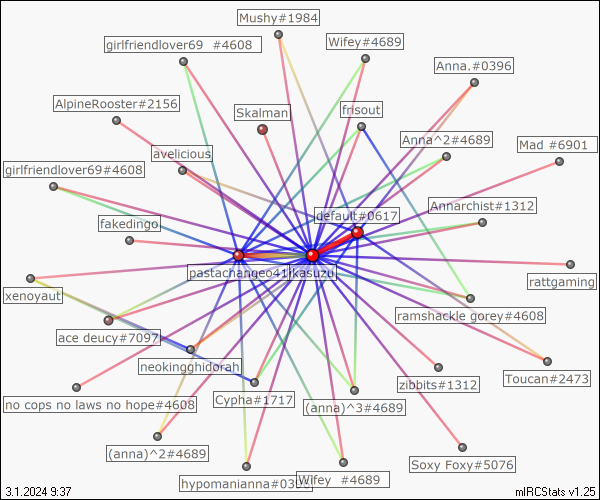 Mushy#1984
girlfriendlover69 #4608
Wifey#4689
Anna.#0396
AlpineRooster#2156
Skalman
frisout
Anna^2#4689
Mad #6901
avelicious
girlfriendlover69#4608
Annarchist#1312
default#0617
fakedingo
pastachangeo41
kasuzu
rattgaming
xenoyaut
ramshackle gorey#4608
ace deucy#7097
neokingghidorah
Toucan#2473
zibbits#1312
no cops no laws no hope#4608
Cypha#1717
(anna)^3#4689
(anna)^2#4689
Soxy Foxy#5076
hypomanianna#03
Wifey #4689
3.1.2024 9:37
mIRCStats v1.25